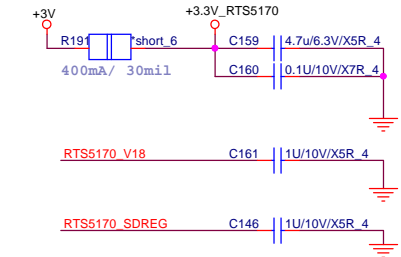 +3V
+3.3V_RTS5170
R191 *short_6 C159 4.7u/6.3V/X5R_4
400mA/ 30mil C160 0.1U/10V/X7R_4
RTS5170_V18 C161 1U/10V/X5R_4
RTS5170_SDREG C146 1U/10V/X5R_4